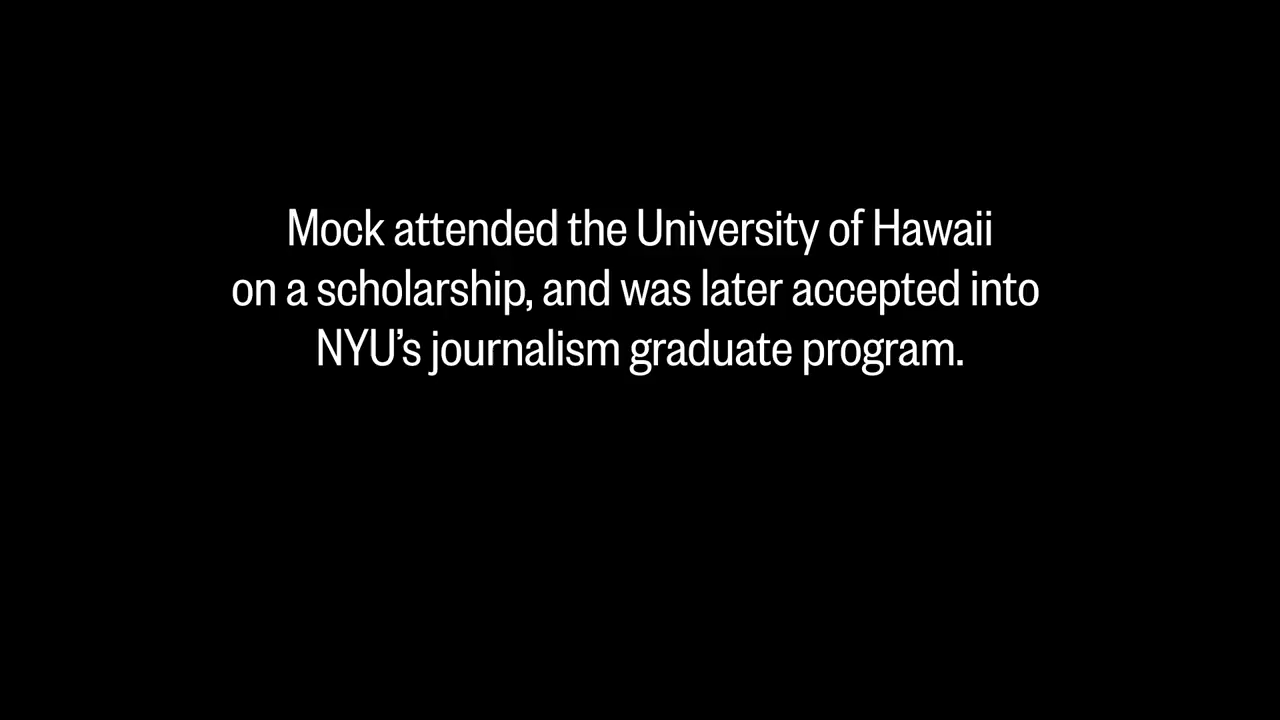 Mock attended the University of Hawaii
on a scholarship, and was later accepted into
NYU’s journalism graduate program.